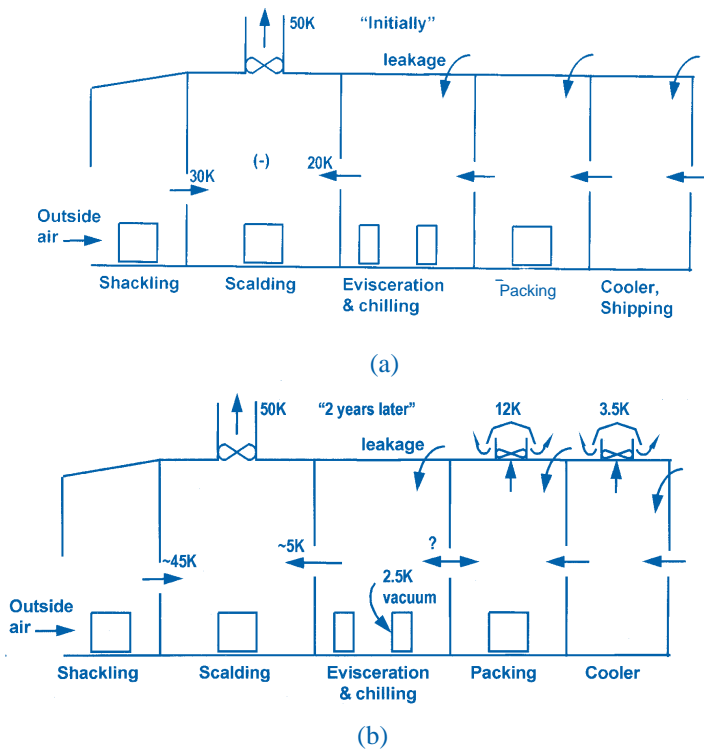 50K
“Initially”
leakage
(-)
30K
20K
Outside
air
Shackling
Scalding
Evisceration
& chilling
Packing
Cooler,
Shipping
(a)
50K
“2 years later”
12K
3.5K
leakage
~45K
~5K
?
2.5K
vacuum
Outside
air
Shackling
Scalding
Evisceration
& chilling
Packing
Cooler
(b)